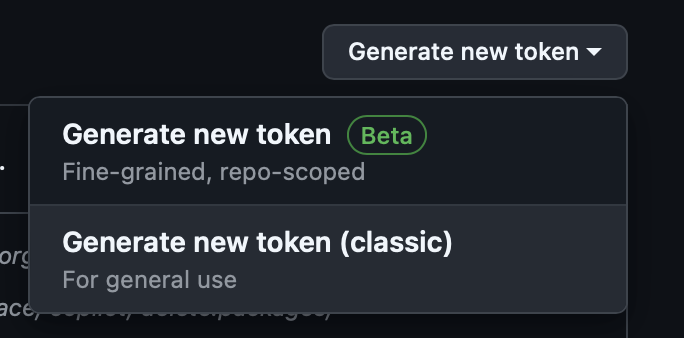 Generate new token
Generate new token Beta
Fine-grained, repo-scoped
Generate new token (classic)
For general use